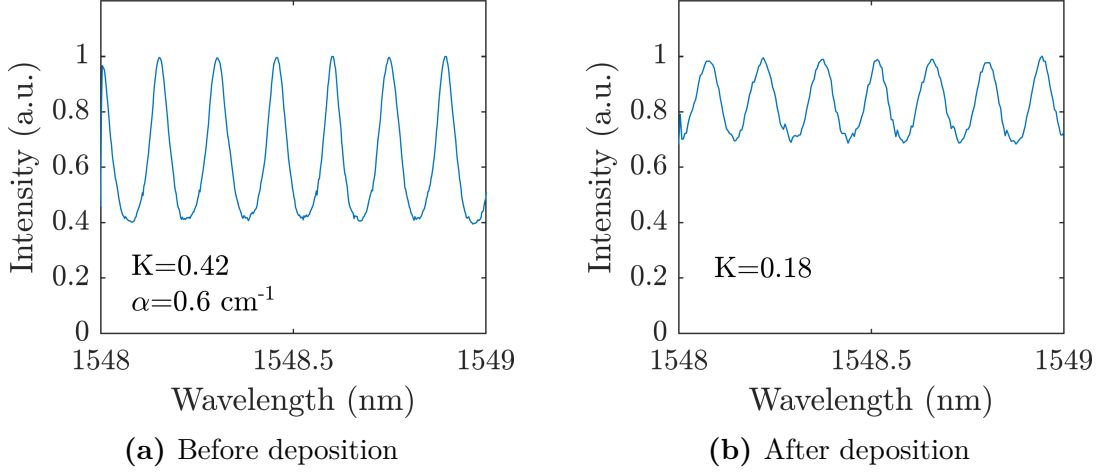 Intensity (a.u.)
1
0.8
0.6
0.4
0.2
0
K=0.42
α=0.6 cm-1
1548
1548.5
1549
Wavelength (nm)
(a) Before deposition
Intensity (a.u.)
1
0.8
0.6
0.4
0.2
0
K=0.18
1548
1548.5
1549
Wavelength (nm)
(b) After deposition